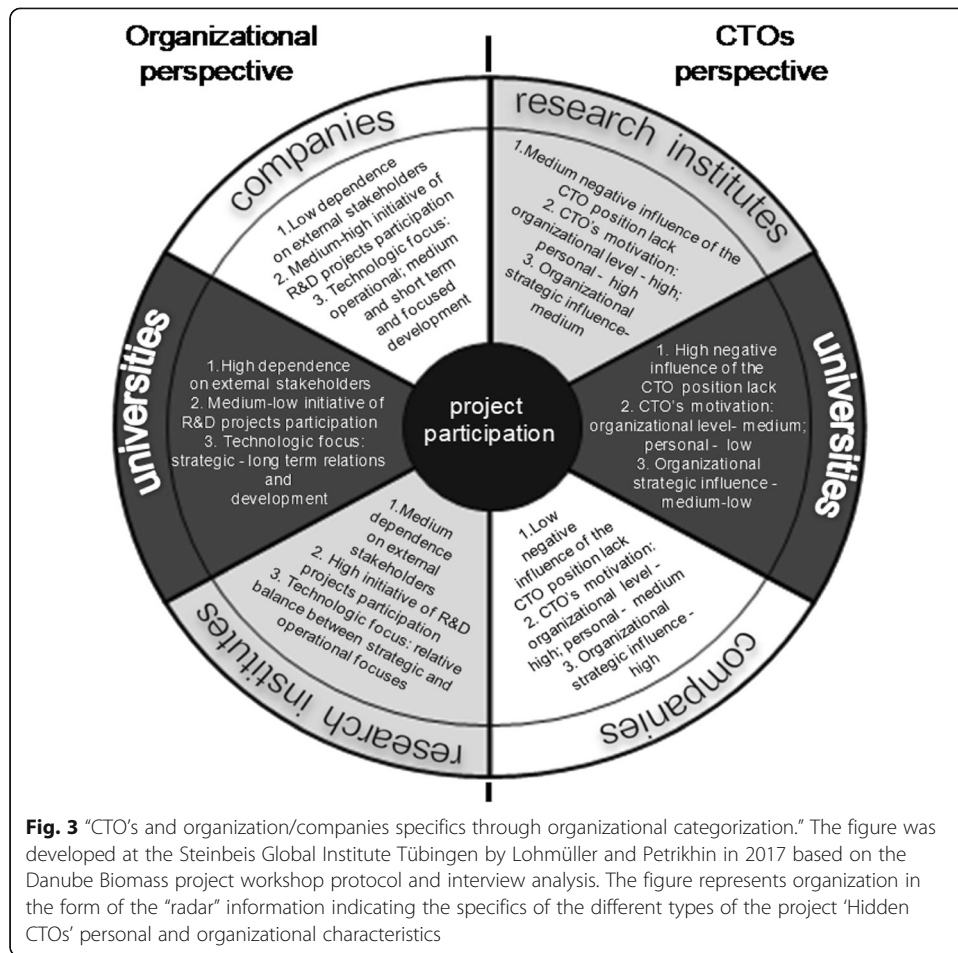 Organizational
perspective
CTOs
perspective
companies
1.Low dependence
on external stakeholders
2. Medium-high initiative of
R&D projects participation
3. Technologic focus:
operational; medium
and short term
and focused
development
research institutes
1.Medium negative influence of the
CTO position lack
2. CTO's motivation:
organizational level - high;
personal - high
3. Organizational
strategic influence-
medium
universities
1. High dependence
on external stakeholders
2. Medium-low initiative of
R&D projects participation
3. Technologic focus:
strategic - long term relations
and
development
project
participation
universities
1. High negative
influence of the
CTO position lack
2. CTO's motivation:
organizational level- medium;
personal - low
3. Organizational
strategic influence -
medium-low
research institutes
1.Medium
dependence
on external
stakeholders
2. High initiative of R&D
projects participation
3. Technologic focus: relative
balance between strategic and
operational focuses
companies
1.Low
negative
influence of the
CTO position lack
2. CTO's motivation:
organizational level -
high; personal - medium
3. Organizational
strategic influence -
high
Fig. 3 "CTO's and organization/companies specifics through organizational categorization." The figure was
developed at the Steinbeis Global Institute Tübingen by Lohmüller and Petrikhin in 2017 based on the
Danube Biomass project workshop protocol and interview analysis. The figure represents organization in
the form of the "radar" information indicating the specifics of the different types of the project 'Hidden
CTOs' personal and organizational characteristics